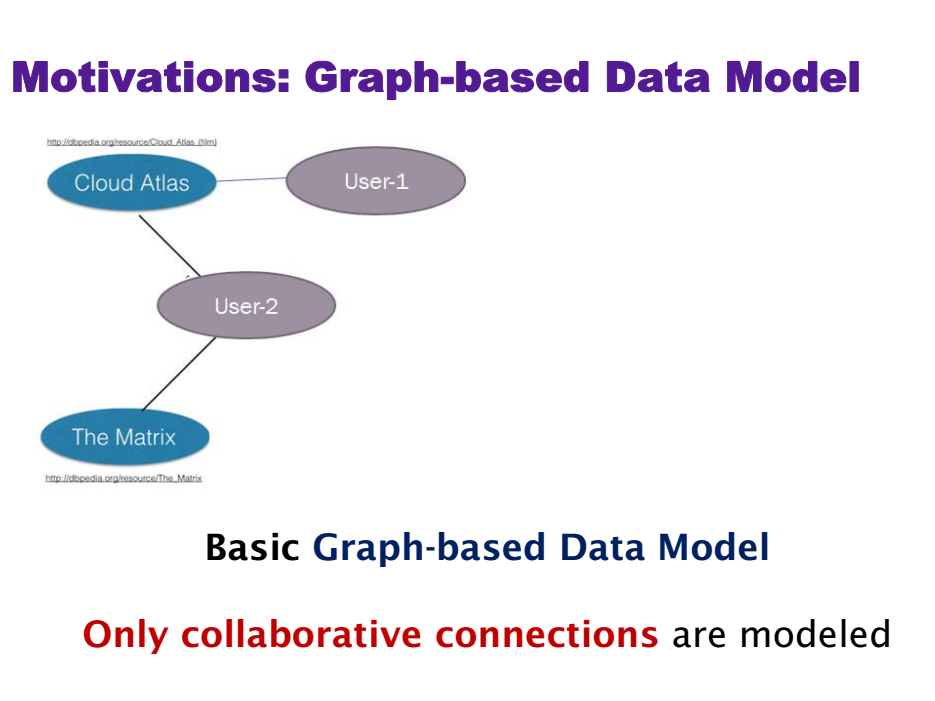 Motivations: Graph-based Data Model
http://dbpedia.org/resource/Cloud_Atlas_(film)
Cloud Atlas
User-1
User-2
The Matrix
http://dbpedia.org/resource/The_Matrix
Basic Graph-based Data Model
Only collaborative connections are modeled